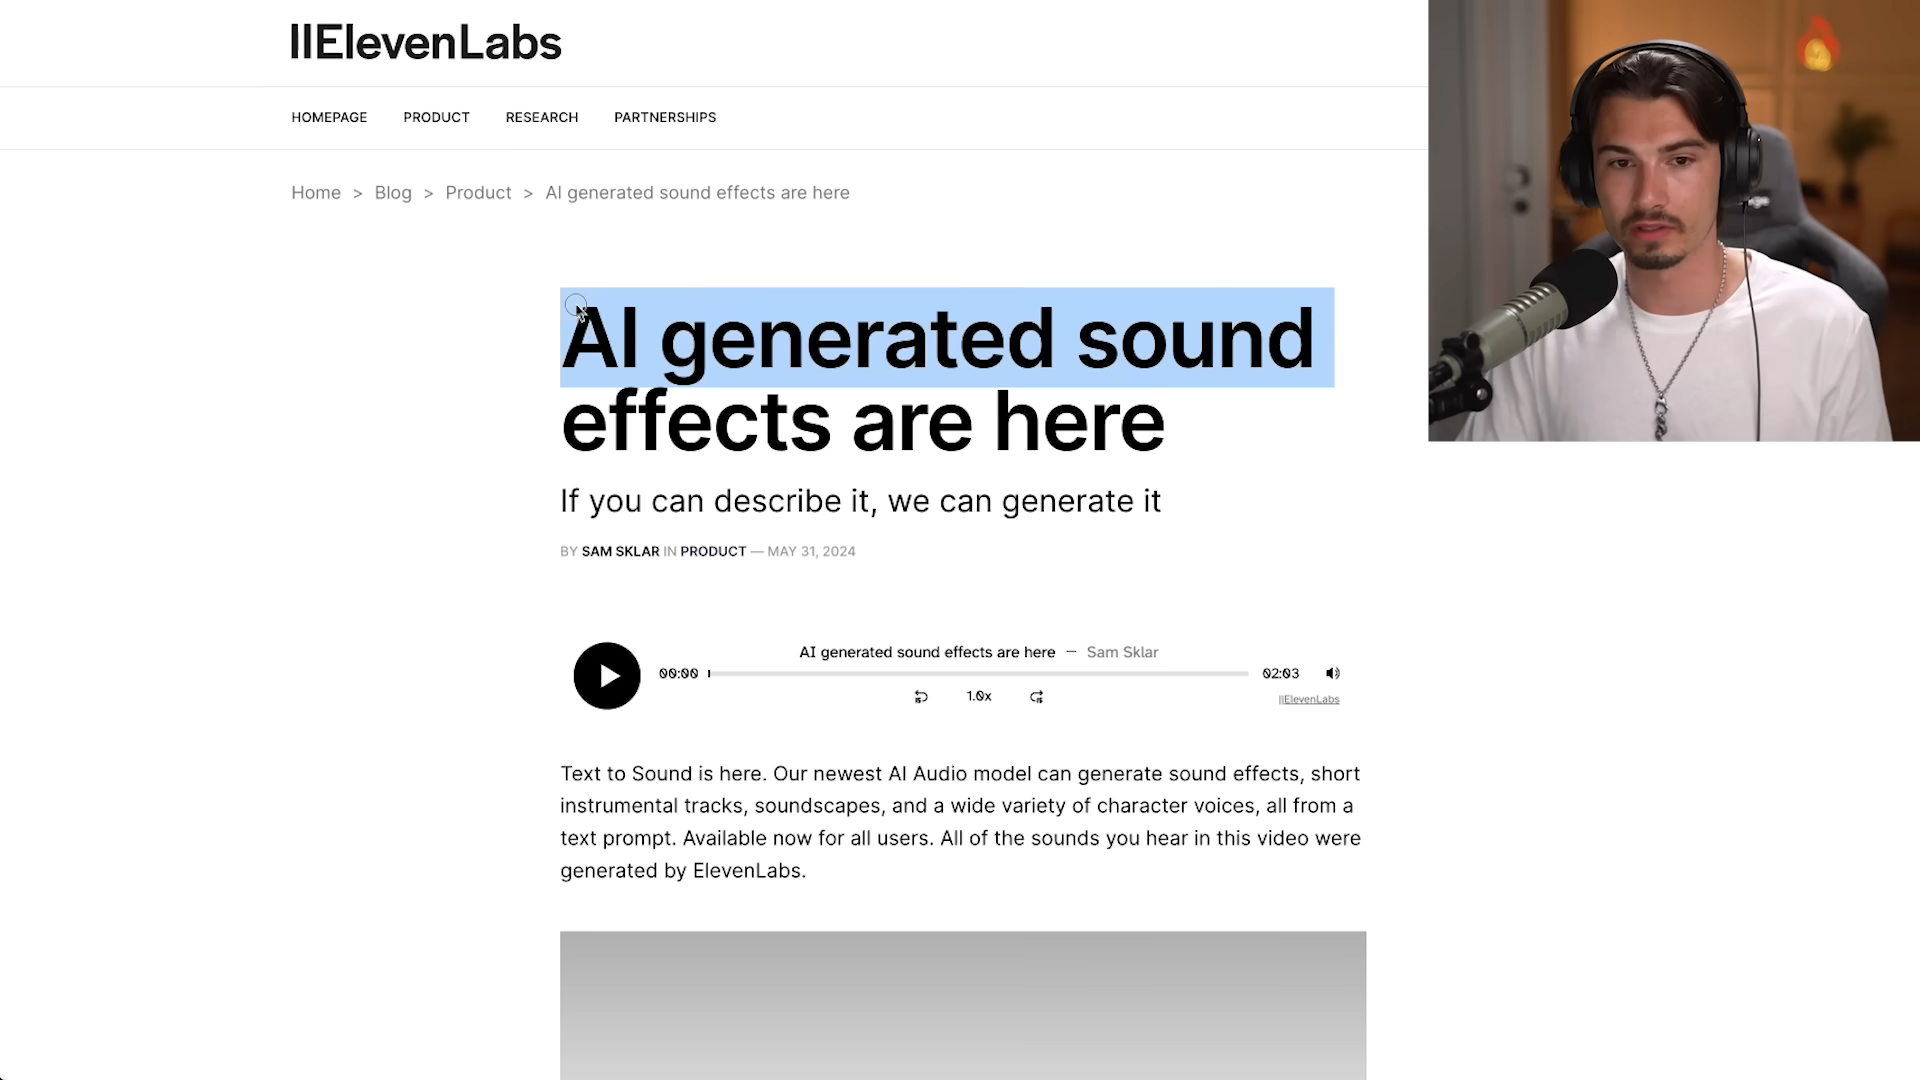 IIElevenLabs
HOMEPAGE PRODUCT RESEARCH PARTNERSHIPS
Home > Blog > Product > AI generated sound effects are here
AI generated sound
effects are here
If you can describe it, we can generate it
BY SAM SKLAR IN PRODUCT — MAY 31, 2024
AI generated sound effects are here — Sam Sklar
00:00 02:03
1.0x
IIElevenLabs
Text to Sound is here. Our newest AI Audio model can generate sound effects, short
instrumental tracks, soundscapes, and a wide variety of character voices, all from a
text prompt. Available now for all users. All of the sounds you hear in this video were
generated by ElevenLabs.